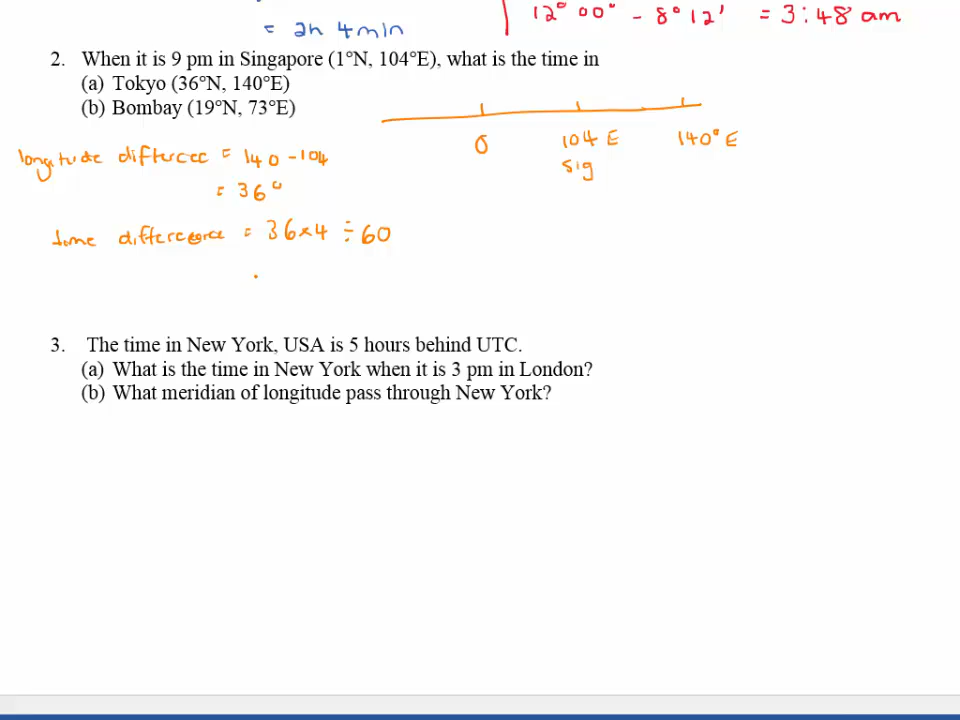 = 2h 4min
12° 00° - 8° 12' = 3:48 am
2. When it is 9 pm in Singapore (1°N, 104°E), what is the time in
(a) Tokyo (36°N, 140°E)
(b) Bombay (19°N, 73°E)
0 104 E 140° E
sig
longitude differece = 140 - 104
= 36°
time difference = 36 × 4 ÷ 60
3. The time in New York, USA is 5 hours behind UTC.
(a) What is the time in New York when it is 3 pm in London?
(b) What meridian of longitude pass through New York?